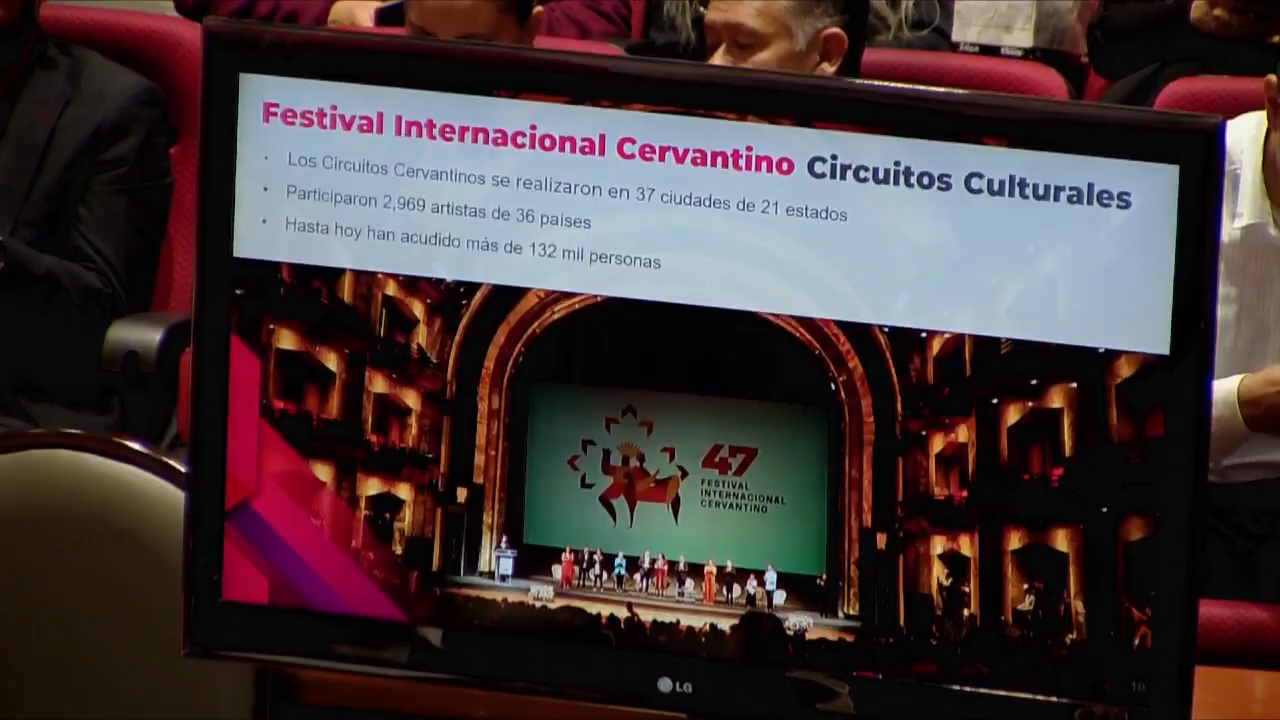 Festival Internacional Cervantino Circuitos Culturales
· Los Circuitos Cervantinos se realizaron en 37 ciudades de 21 estados
· Participaron 2,969 artistas de 36 países
· Hasta hoy han acudido más de 132 mil personas
47
FESTIVAL
INTERNACIONAL
CERVANTINO
LG
19